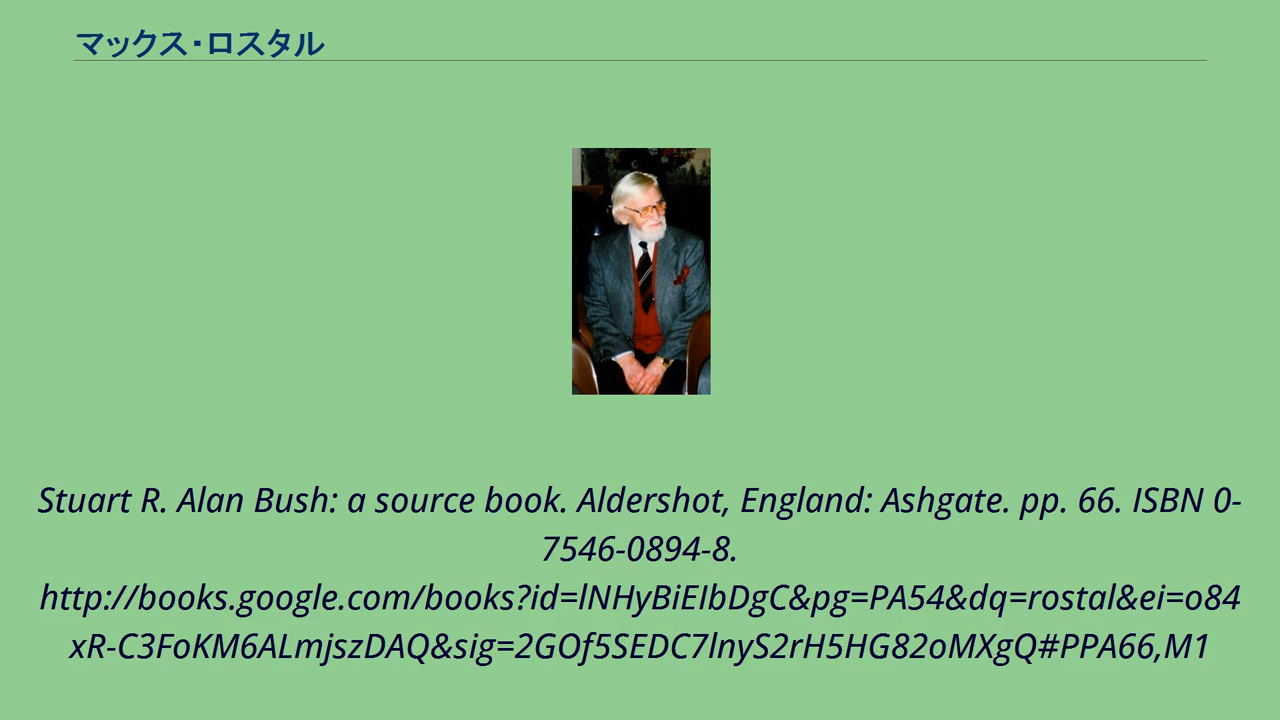 マックス・ロスタル
Stuart R. Alan Bush: a source book. Aldershot, England: Ashgate. pp. 66. ISBN 0-
7546-0894-8.
http://books.google.com/books?id=lNHyBiEIbDgC&pg=PA54&dq=rostal&ei=o84
xR-C3FoKM6ALmjszDAQ&sig=2GOf5SEDC7lnyS2rH5HG82oMXgQ#PPA66,M1